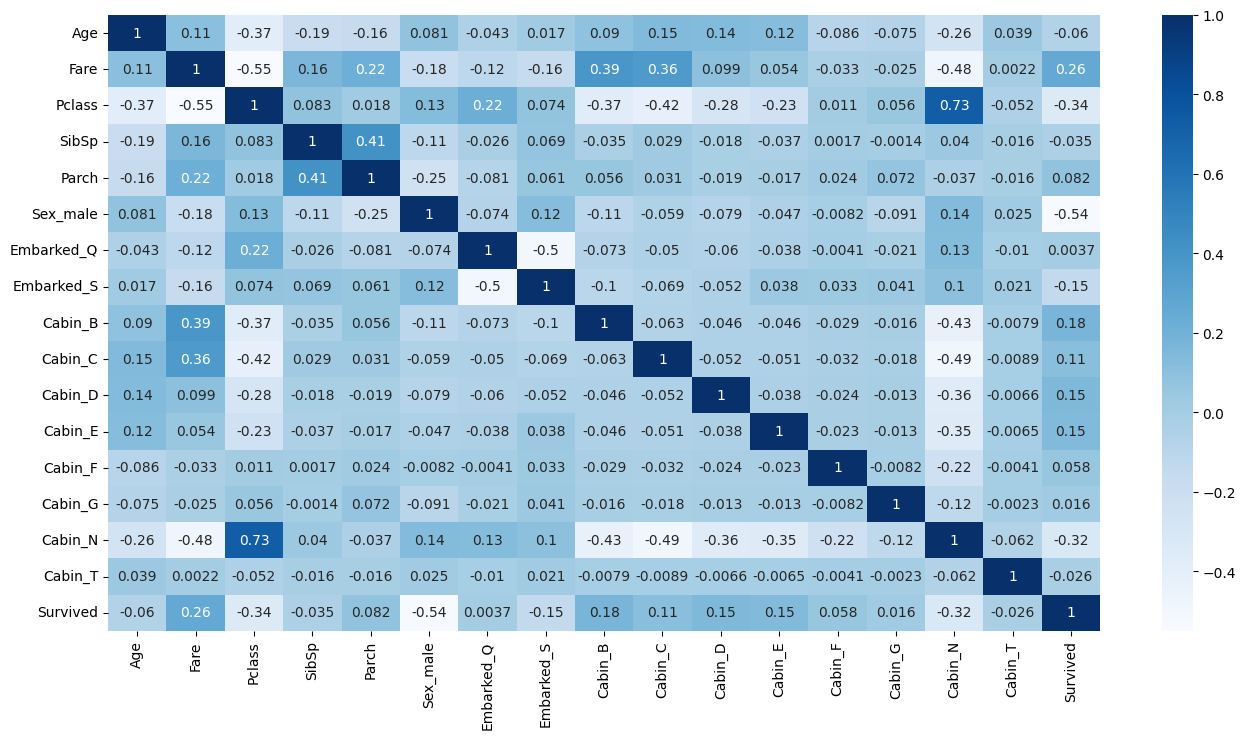 Age 1 0.11 -0.37 -0.19 -0.16 0.081 -0.043 0.017 0.09 0.15 0.14 0.12 -0.086 -0.075 -0.26 0.039 -0.06
Fare 0.11 1 -0.55 0.16 0.22 -0.18 -0.12 -0.16 0.39 0.36 0.099 0.054 -0.033 -0.025 -0.48 0.0022 0.26
Pclass -0.37 -0.55 1 0.083 0.018 0.13 0.22 0.074 -0.37 -0.42 -0.28 -0.23 0.011 0.056 0.73 -0.052 -0.34
SibSp -0.19 0.16 0.083 1 0.41 -0.11 -0.026 0.069 -0.035 0.029 -0.018 -0.037 0.0017 -0.0014 0.04 -0.016 -0.035
Parch -0.16 0.22 0.018 0.41 1 -0.25 -0.081 0.061 0.056 0.031 -0.019 -0.017 0.024 0.072 -0.037 -0.016 0.082
Sex_male 0.081 -0.18 0.13 -0.11 -0.25 1 -0.074 0.12 -0.11 -0.059 -0.079 -0.047 -0.0082 -0.091 0.14 0.025 -0.54
Embarked_Q -0.043 -0.12 0.22 -0.026 -0.081 -0.074 1 -0.5 -0.073 -0.05 -0.06 -0.038 -0.0041 -0.021 0.13 -0.01 0.0037
Embarked_S 0.017 -0.16 0.074 0.069 0.061 0.12 -0.5 1 -0.1 -0.069 -0.052 0.038 0.033 0.041 0.1 0.021 -0.15
Cabin_B 0.09 0.39 -0.37 -0.035 0.056 -0.11 -0.073 -0.1 1 -0.063 -0.046 -0.046 -0.029 -0.016 -0.43 -0.0079 0.18
Cabin_C 0.15 0.36 -0.42 0.029 0.031 -0.059 -0.05 -0.069 -0.063 1 -0.052 -0.051 -0.032 -0.018 -0.49 -0.0089 0.11
Cabin_D 0.14 0.099 -0.28 -0.018 -0.019 -0.079 -0.06 -0.052 -0.046 -0.052 1 -0.038 -0.024 -0.013 -0.36 -0.0066 0.15
Cabin_E 0.12 0.054 -0.23 -0.037 -0.017 -0.047 -0.038 0.038 -0.046 -0.051 -0.038 1 -0.023 -0.013 -0.35 -0.0065 0.15
Cabin_F -0.086 -0.033 0.011 0.0017 0.024 -0.0082 -0.0041 0.033 -0.029 -0.032 -0.024 -0.023 1 -0.0082 -0.22 -0.0041 0.058
Cabin_G -0.075 -0.025 0.056 -0.0014 0.072 -0.091 -0.021 0.041 -0.016 -0.018 -0.013 -0.013 -0.0082 1 -0.12 -0.0023 0.016
Cabin_N -0.26 -0.48 0.73 0.04 -0.037 0.14 0.13 0.1 -0.43 -0.49 -0.36 -0.35 -0.22 -0.12 1 -0.062 -0.32
Cabin_T 0.039 0.0022 -0.052 -0.016 -0.016 0.025 -0.01 0.021 -0.0079 -0.0089 -0.0066 -0.0065 -0.0041 -0.0023 -0.062 1 -0.026
Survived -0.06 0.26 -0.34 -0.035 0.082 -0.54 0.0037 -0.15 0.18 0.11 0.15 0.15 0.058 0.016 -0.32 -0.026 1
Age Fare Pclass SibSp Parch Sex_male Embarked_Q Embarked_S Cabin_B Cabin_C Cabin_D Cabin_E Cabin_F Cabin_G Cabin_N Cabin_T Survived
1.0
0.8
0.6
0.4
0.2
0.0
−0.2
−0.4